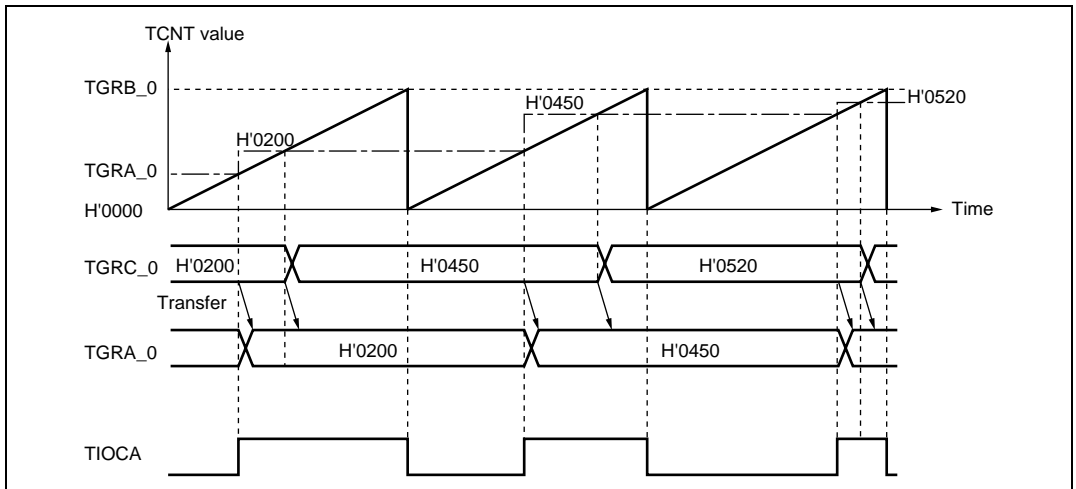 TCNT value
TGRB_0
H'0520
H'0450
H'0200
TGRA_0
H'0000
Time
TGRC_0
H'0200
H'0450
H'0520
Transfer
TGRA_0
H'0200
H'0450
TIOCA